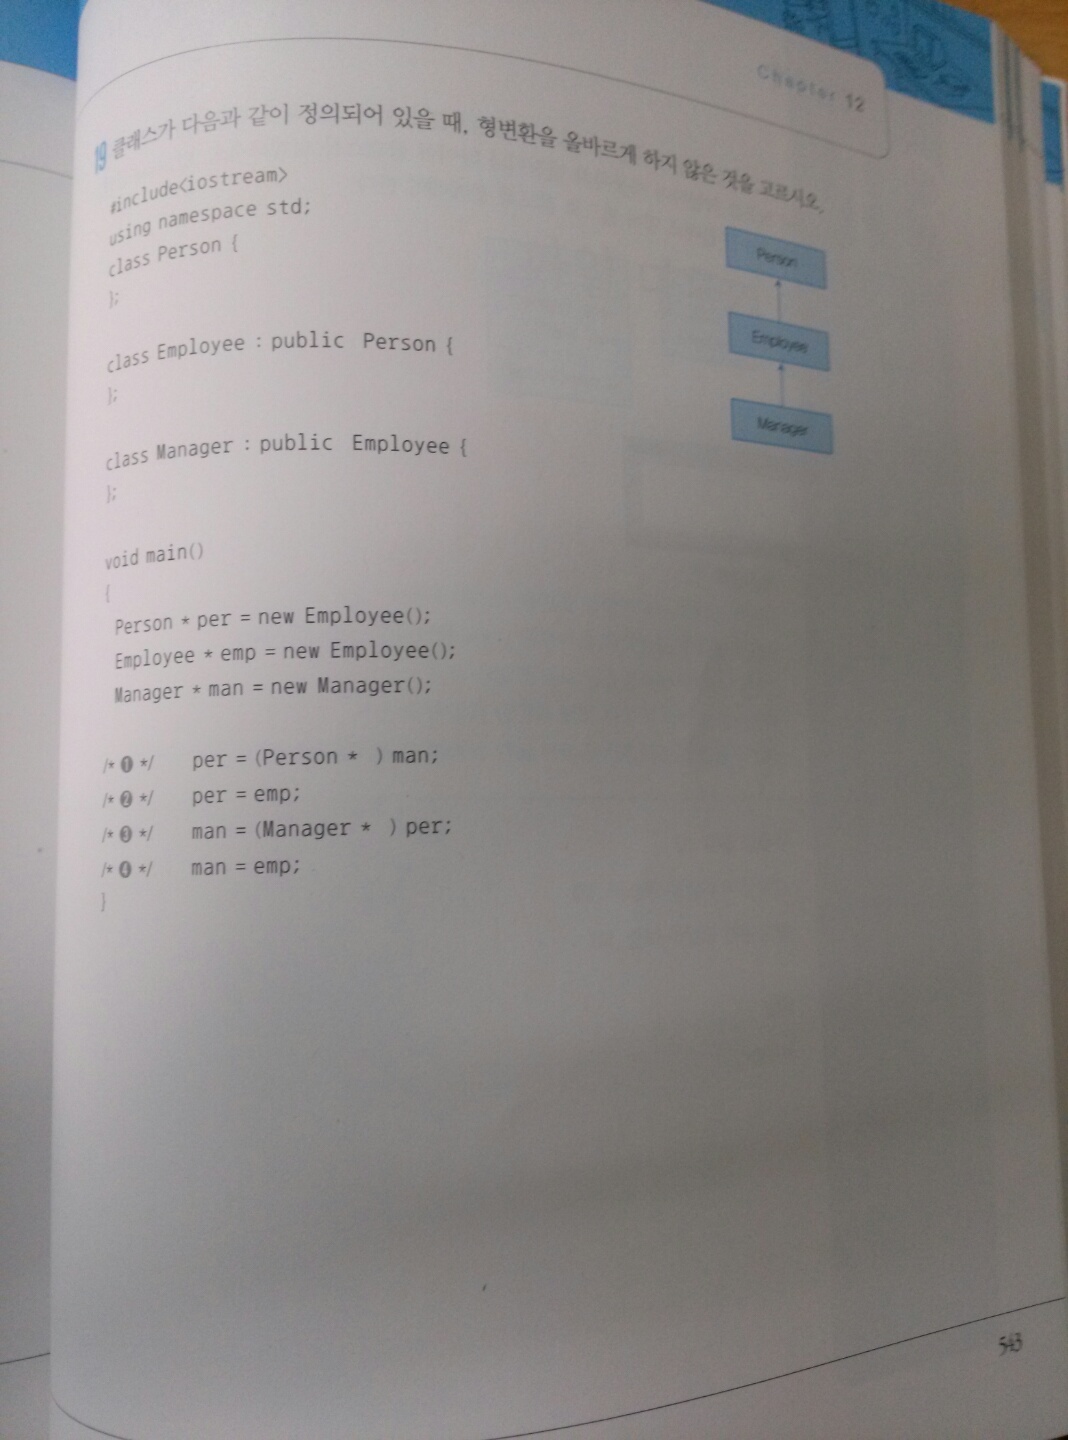 Chapter 12
19 클래스가 다음과 같이 정의되어 있을 때, 형변환을 올바르게 하지 않은 것을 고르시오.
#include<iostream>
using namespace std;
class Person {
};
class Employee : public Person {
};
class Manager : public Employee {
};
Person
Employee
Manager
void main()
{
Person * per = new Employee();
Employee * emp = new Employee();
Manager * man = new Manager();
/* ❶ */ per = (Person * ) man;
/* ❷ */ per = emp;
/* ❸ */ man = (Manager * ) per;
/* ❹ */ man = emp;
}
543